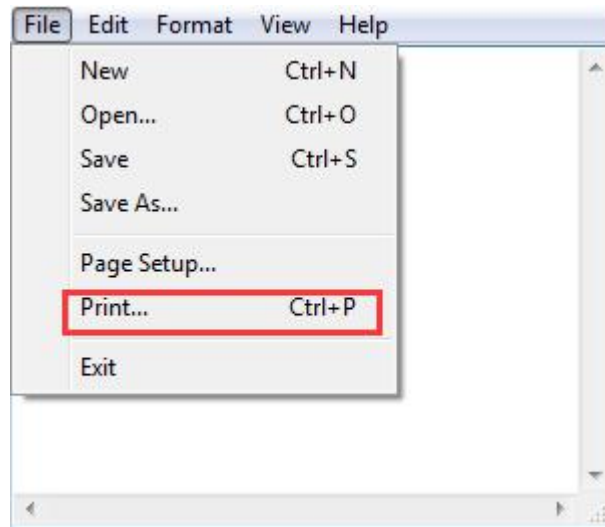 File Edit Format View Help
New Ctrl+N
Open... Ctrl+O
Save Ctrl+S
Save As...
Page Setup...
Print... Ctrl+P
Exit